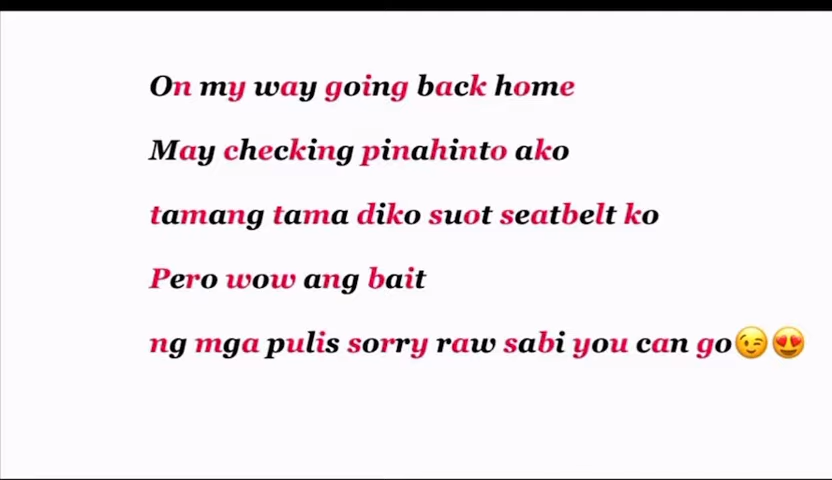 On my way going back home
May checking pinahinto ako
tamang tama diko suot seatbelt ko
Pero wow ang bait
ng mga pulis sorry raw sabi you can go😉😍